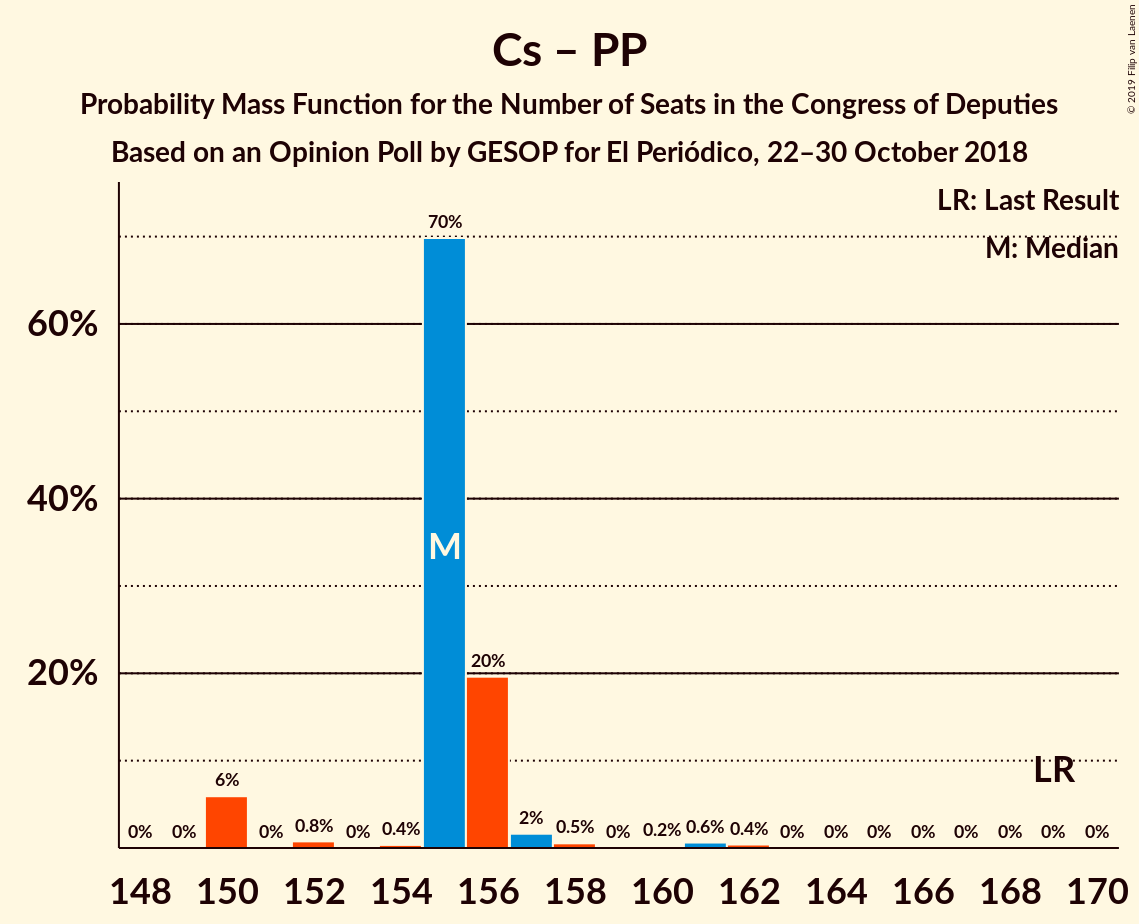 Cs – PP
Probability Mass Function for the Number of Seats in the Congress of Deputies
Based on an Opinion Poll by GESOP for El Periódico, 22–30 October 2018
© 2019 Filip van Laenen
LR: Last Result
M: Median
60%
40%
20%
0% 0% 6% 0% 0.8% 0% 0.4% 70% 20% 2% 0.5% 0% 0.2% 0.6% 0.4% 0% 0% 0% 0% 0% 0% 0% 0%
M
LR
148 150 152 154 156 158 160 162 164 166 168 170